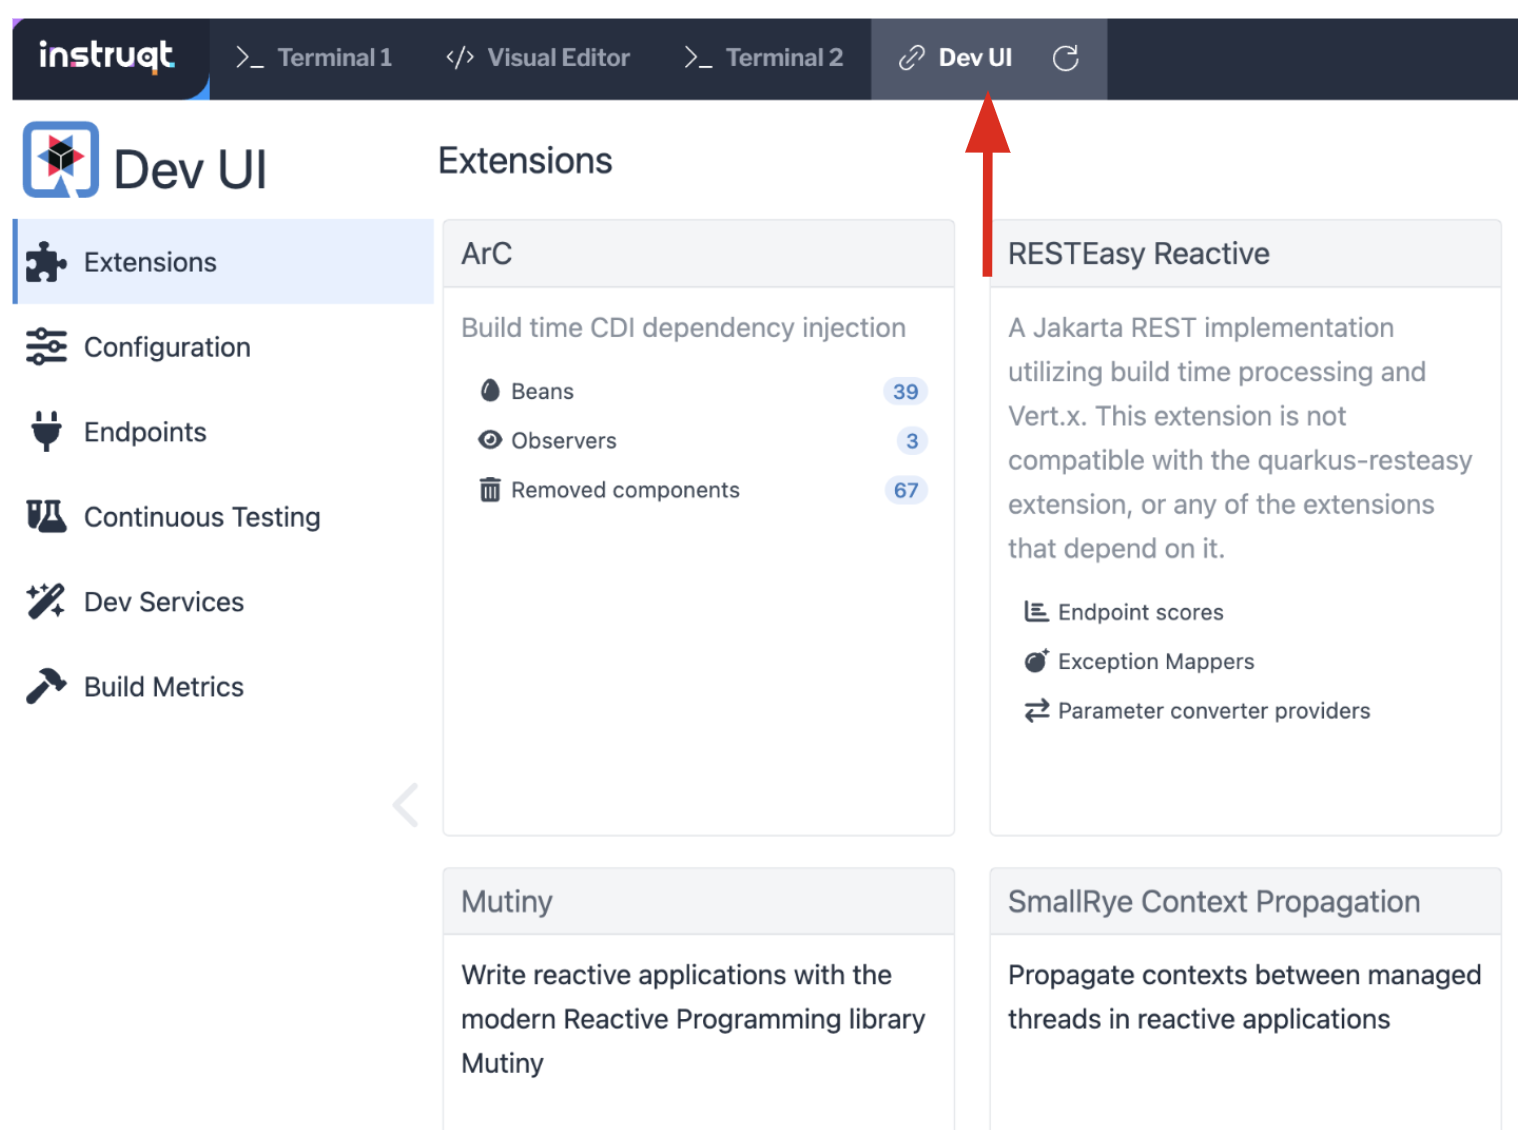 instruqt
>_ Terminal 1
</> Visual Editor
>_ Terminal 2
Dev UI
Dev UI
Extensions
Configuration
Endpoints
Continuous Testing
Dev Services
Build Metrics
Extensions
ArC
Build time CDI dependency injection
Beans 39
Observers 3
Removed components 67
RESTEasy Reactive
A Jakarta REST implementation
utilizing build time processing and
Vert.x. This extension is not
compatible with the quarkus-resteasy
extension, or any of the extensions
that depend on it.
Endpoint scores
Exception Mappers
Parameter converter providers
Mutiny
Write reactive applications with the
modern Reactive Programming library
Mutiny
SmallRye Context Propagation
Propagate contexts between managed
threads in reactive applications